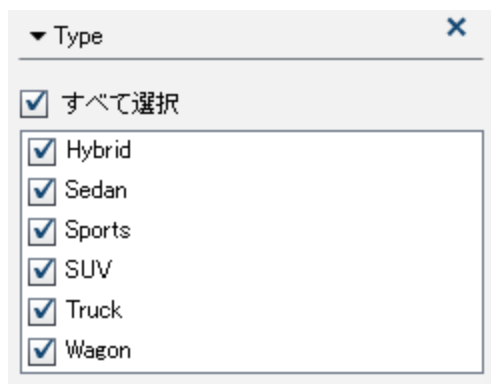 Type
すべて選択
Hybrid
Sedan
Sports
SUV
Truck
Wagon